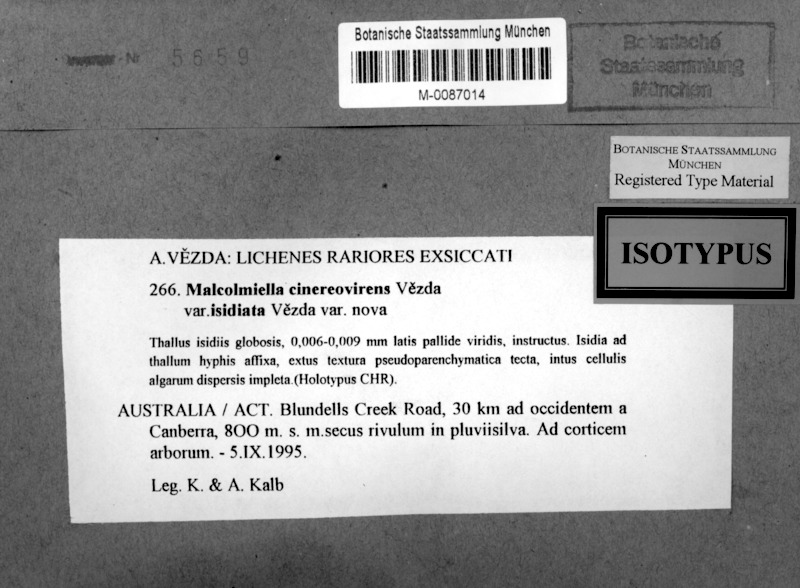 Nr 5659
Botanische Staatssammlung München
M-0087014
Botanische
Staatssammlung
München
BOTANISCHE STAATSSAMMLUNG
MÜNCHEN
Registered Type Material
ISOTYPUS
A.VĚZDA: LICHENES RARIORES EXSICCATI
266. Malcolmiella cinereovirens Vězda
var.isidiata Vězda var. nova
Thallus isidiis globosis, 0,006-0,009 mm latis pallide viridis, instructus. Isidia ad
thallum hyphis affixa, extus textura pseudoparenchymatica tecta, intus cellulis
algarum dispersis impleta.(Holotypus CHR).
AUSTRALIA / ACT. Blundells Creek Road, 30 km ad occidentem a
Canberra, 8OO m. s. m.secus rivulum in pluviisilva. Ad corticem
arborum. - 5.IX.1995.
Leg. K. & A. Kalb